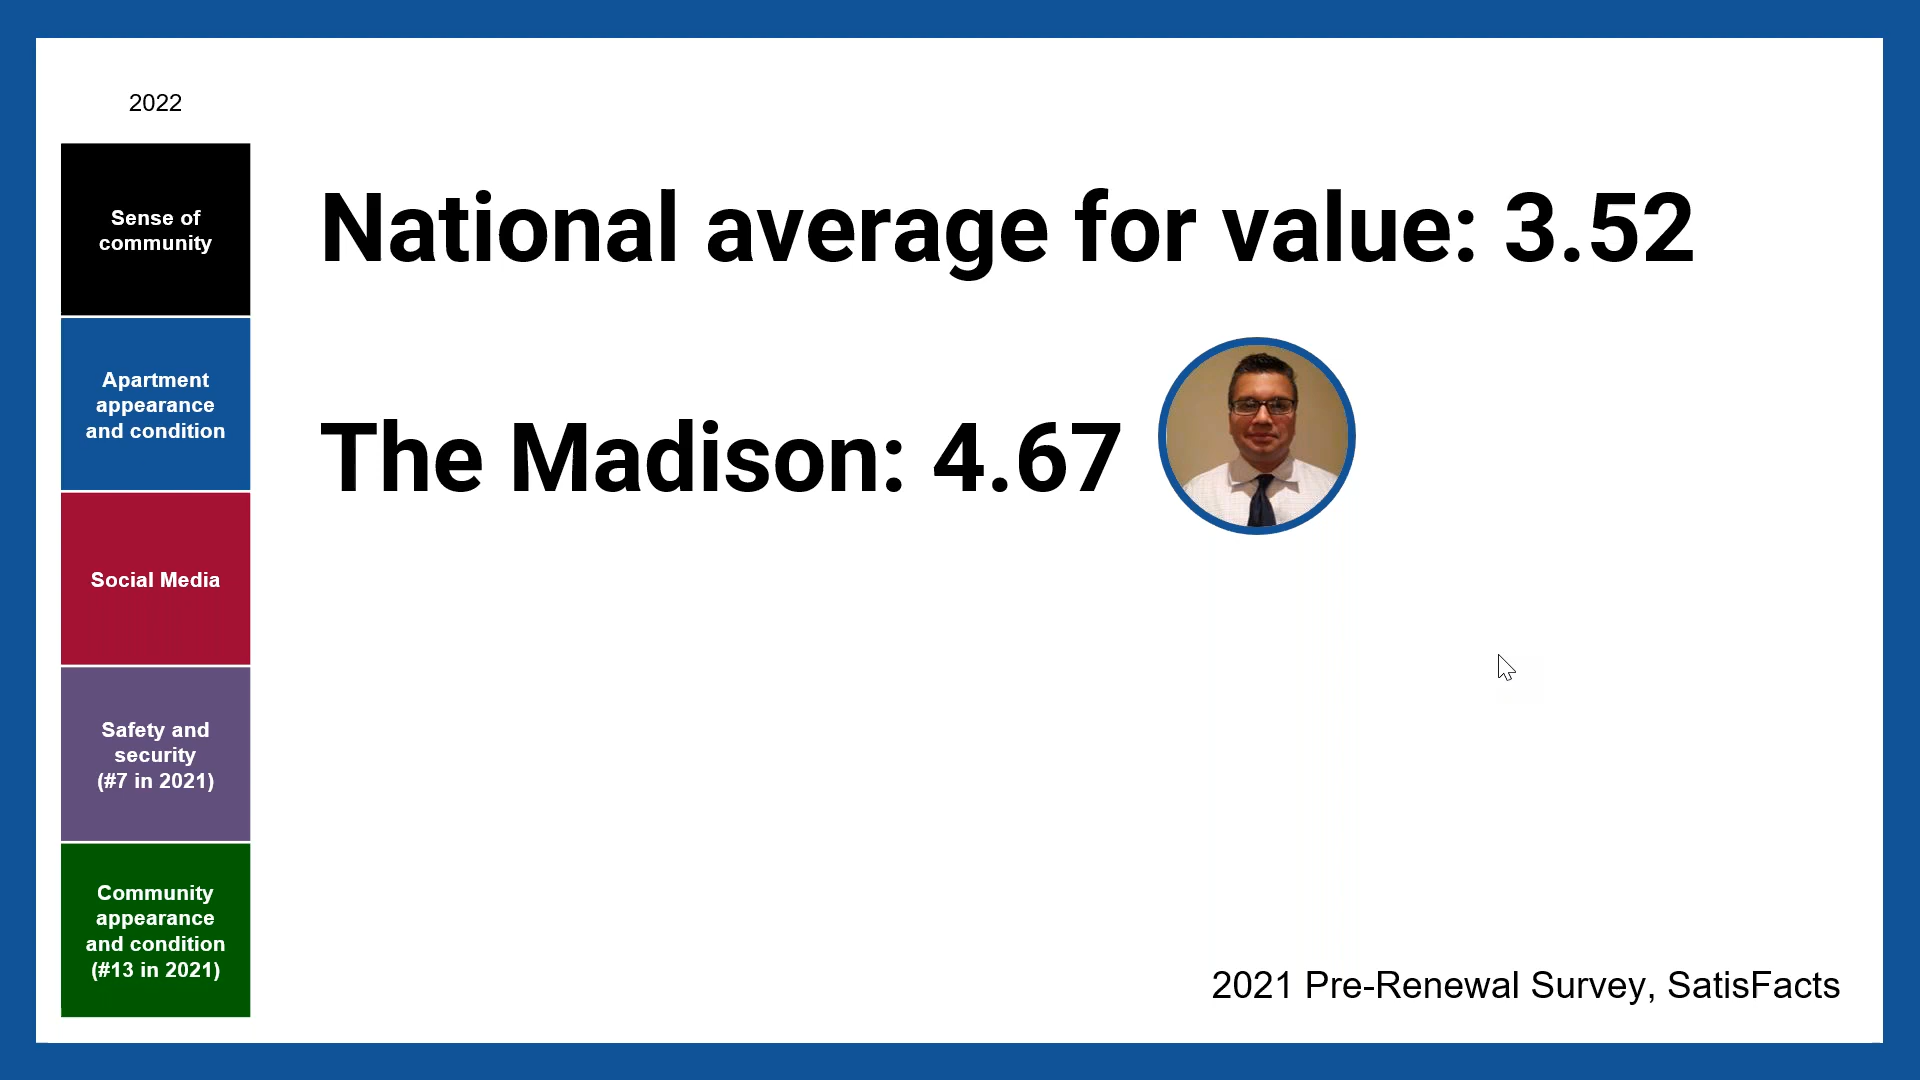 2022
Sense of
community
Apartment
appearance
and condition
Social Media
Safety and
security
(#7 in 2021)
Community
appearance
and condition
(#13 in 2021)
National average for value: 3.52
The Madison: 4.67
2021 Pre-Renewal Survey, SatisFacts